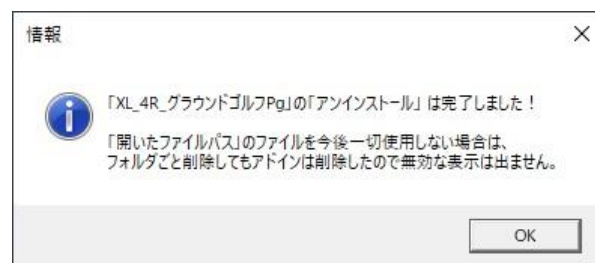 情報
「XL_4R_グラウンドゴルフPg」の「アンインストール」は完了しました！
「開いたファイルパス」のファイルを今後一切使用しない場合は、
フォルダごと削除してもアドインは削除したので無効な表示は出ません。
OK